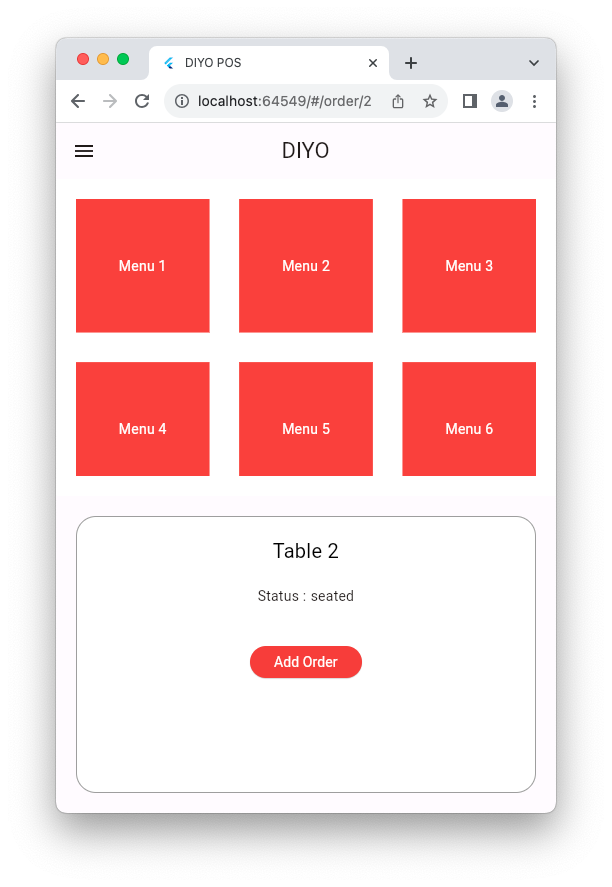 DIYO POS
localhost:64549/#/order/2
DIYO
Menu 1 Menu 2 Menu 3
Menu 4 Menu 5 Menu 6
Table 2
Status : seated
Add Order